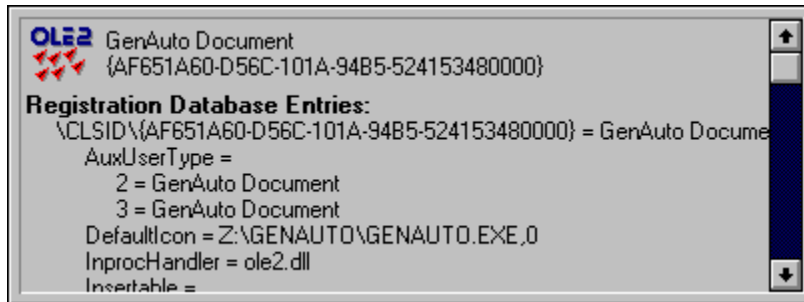 OLE2 GenAuto Document
{AF651A60-D56C-101A-94B5-524153480000}
Registration Database Entries:
\CLSID\{AF651A60-D56C-101A-94B5-524153480000} = GenAuto Docume
AuxUserType =
2 = GenAuto Document
3 = GenAuto Document
DefaultIcon = Z:\GENAUTO\GENAUTO.EXE,0
InprocHandler = ole2.dll
Insertable =